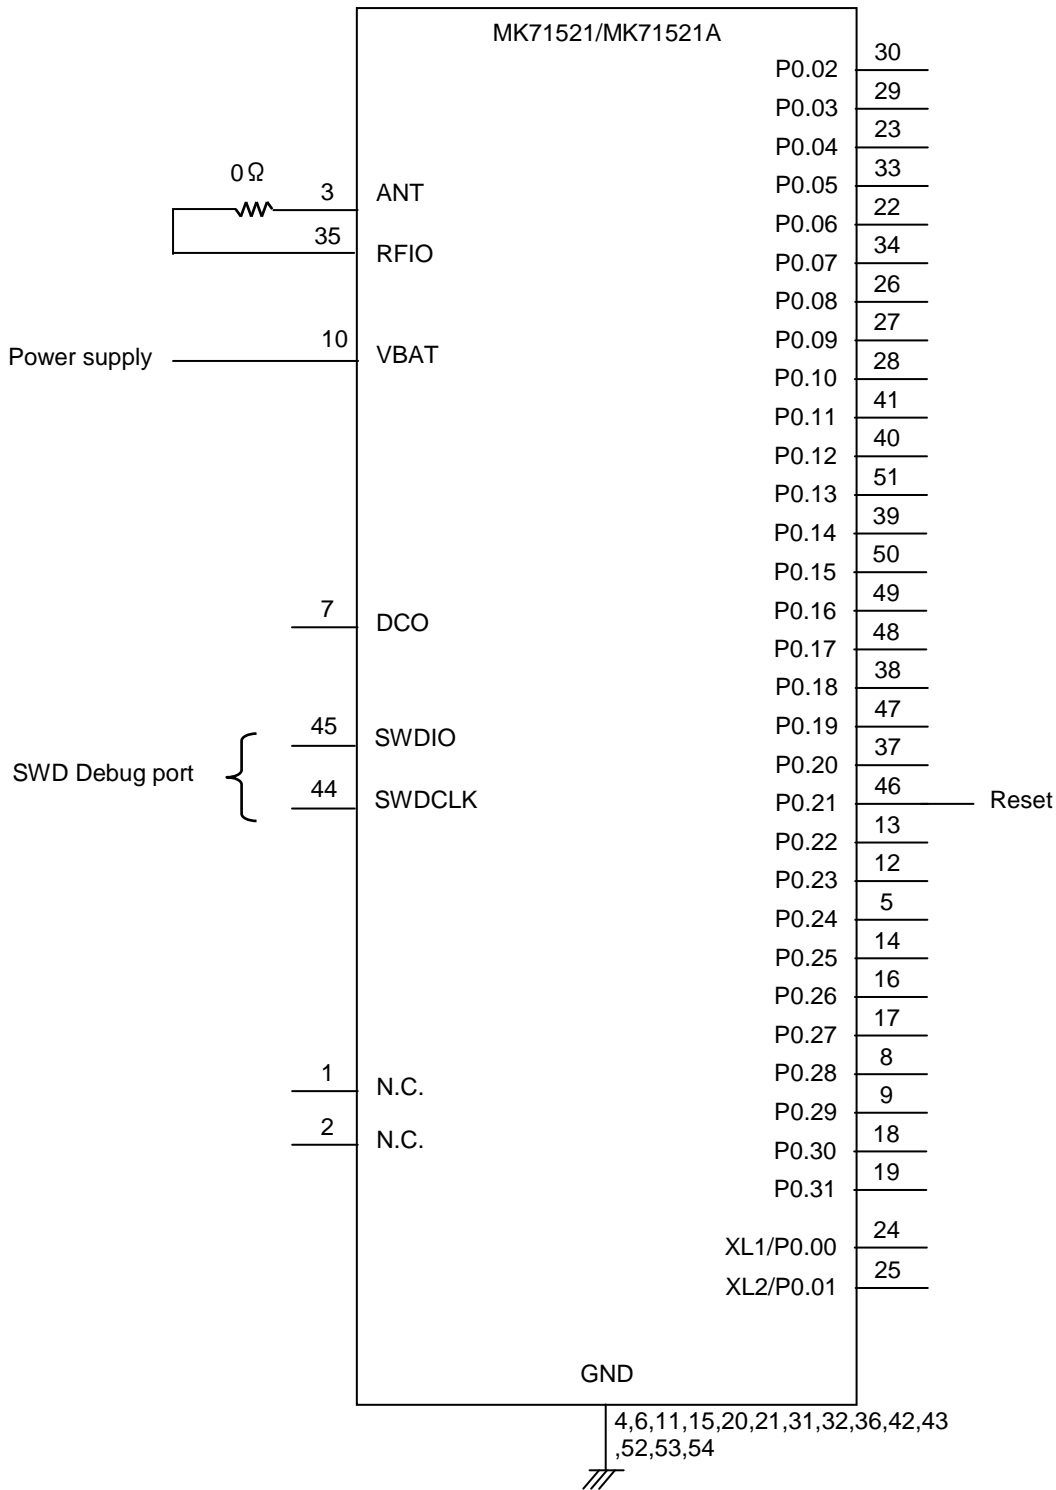 MK71521/MK71521A
0Ω
3 ANT
35 RFIO
Power supply 10 VBAT
7 DCO
SWD Debug port
45 SWDIO
44 SWDCLK
1 N.C.
2 N.C.
P0.02 30
P0.03 29
P0.04 23
P0.05 33
P0.06 22
P0.07 34
P0.08 26
P0.09 27
P0.10 28
P0.11 41
P0.12 40
P0.13 51
P0.14 39
P0.15 50
P0.16 49
P0.17 48
P0.18 38
P0.19 47
P0.20 37
P0.21 46 Reset
P0.22 13
P0.23 12
P0.24 5
P0.25 14
P0.26 16
P0.27 17
P0.28 8
P0.29 9
P0.30 18
P0.31 19
XL1/P0.00 24
XL2/P0.01 25
GND
4,6,11,15,20,21,31,32,36,42,43
,52,53,54